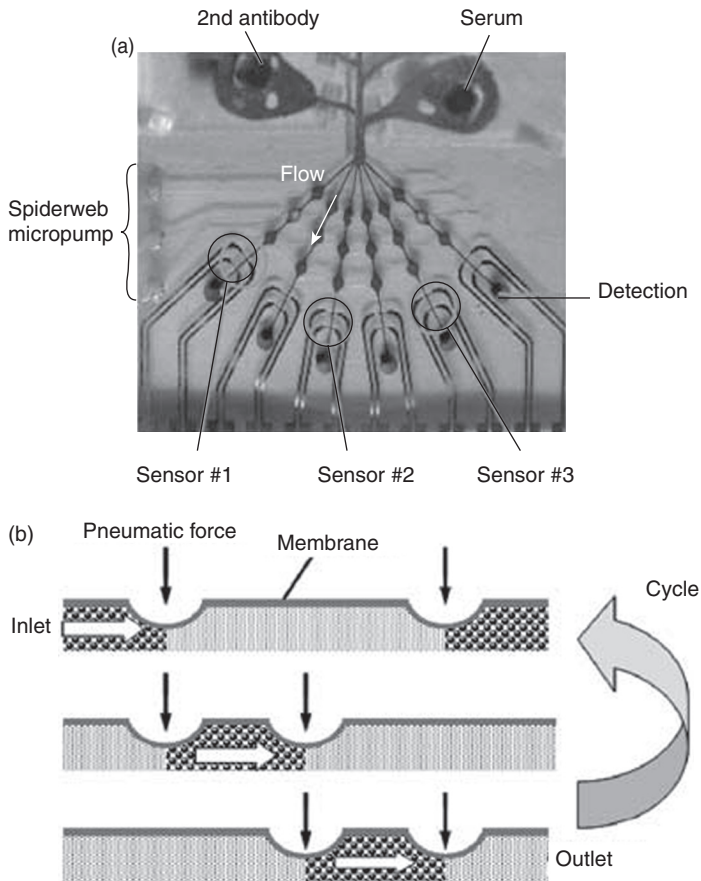 2nd antibody
Serum
(a)
Flow
Spiderweb
micropump
Detection
Sensor #1
Sensor #2
Sensor #3
(b)
Pneumatic force
Membrane
Cycle
Inlet
Outlet